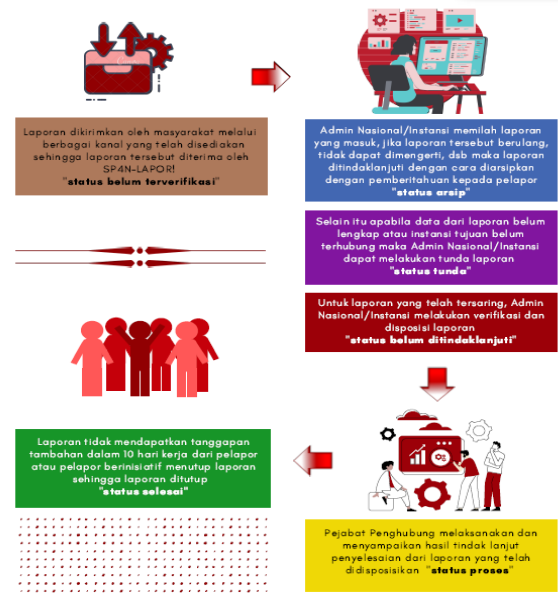 Laporan dikirimkan oleh masyarakat melalui
berbagai kanal yang telah disediakan
sehingga laporan tersebut diterima oleh
SP4N-LAPOR!
"status belum terverifikasi"
Admin Nasional/Instansi memilah laporan
yang masuk, jika laporan tersebut berulang,
tidak dapat dimengerti, dsb maka laporan
ditindaklanjuti dengan cara diarsipkan
dengan pemberitahuan kepada pelapor
"status arsip"
Selain itu apabila data dari laporan belum
lengkap atau instansi tujuan belum
terhubung maka Admin Nasional/Instansi
dapat melakukan tunda laporan
"status tunda"
Untuk laporan yang telah tersaring, Admin
Nasional/Instansi melakukan verifikasi dan
disposisi laporan
"status belum ditindaklanjuti"
Pejabat Penghubung melaksanakan dan
menyampaikan hasil tindak lanjut
penyelesaian dari laporan yang telah
didisposisikan "status proses"
Laporan tidak mendapatkan tanggapan
tambahan dalam 10 hari kerja dari pelapor
atau pelapor berinisiatif menutup laporan
sehingga laporan ditutup
"status selesai"